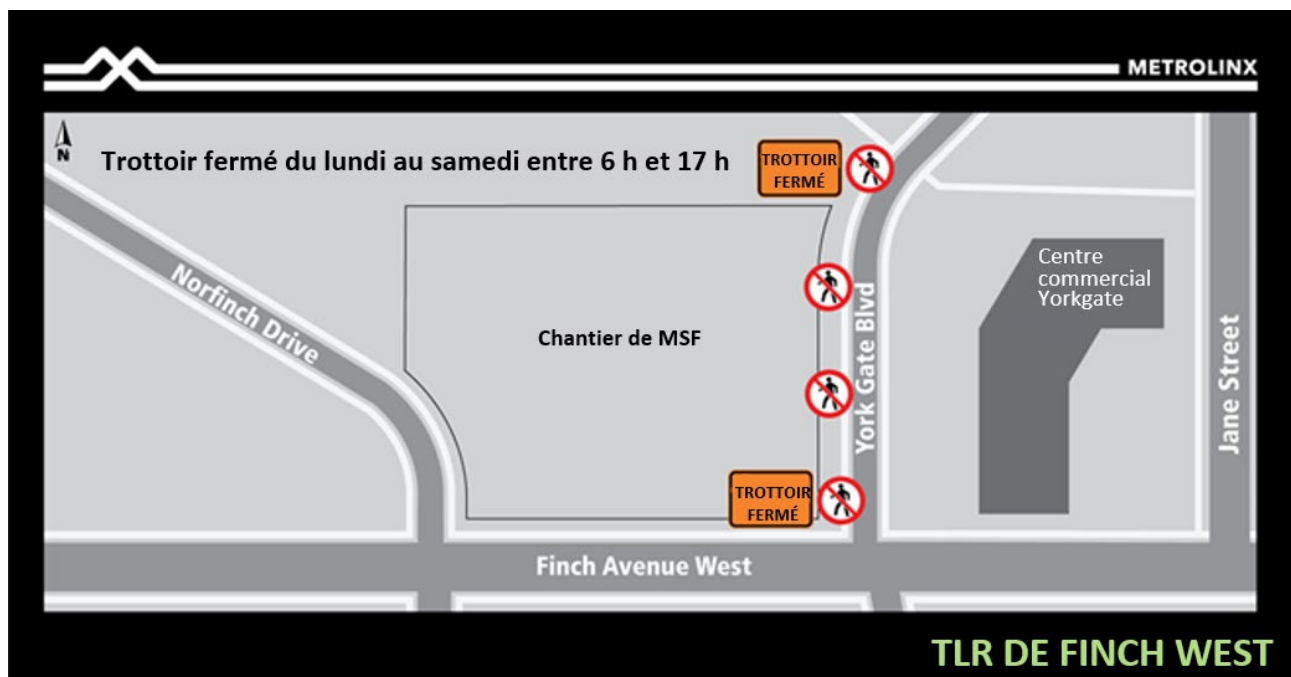 METROLINX
N
Trottoir fermé du lundi au samedi entre 6 h et 17 h
TROTTOIR
FERMÉ
Norfinch Drive
Chantier de MSF
York Gate Blvd
Centre
commercial
Yorkgate
Jane Street
TROTTOIR
FERMÉ
Finch Avenue West
TLR DE FINCH WEST